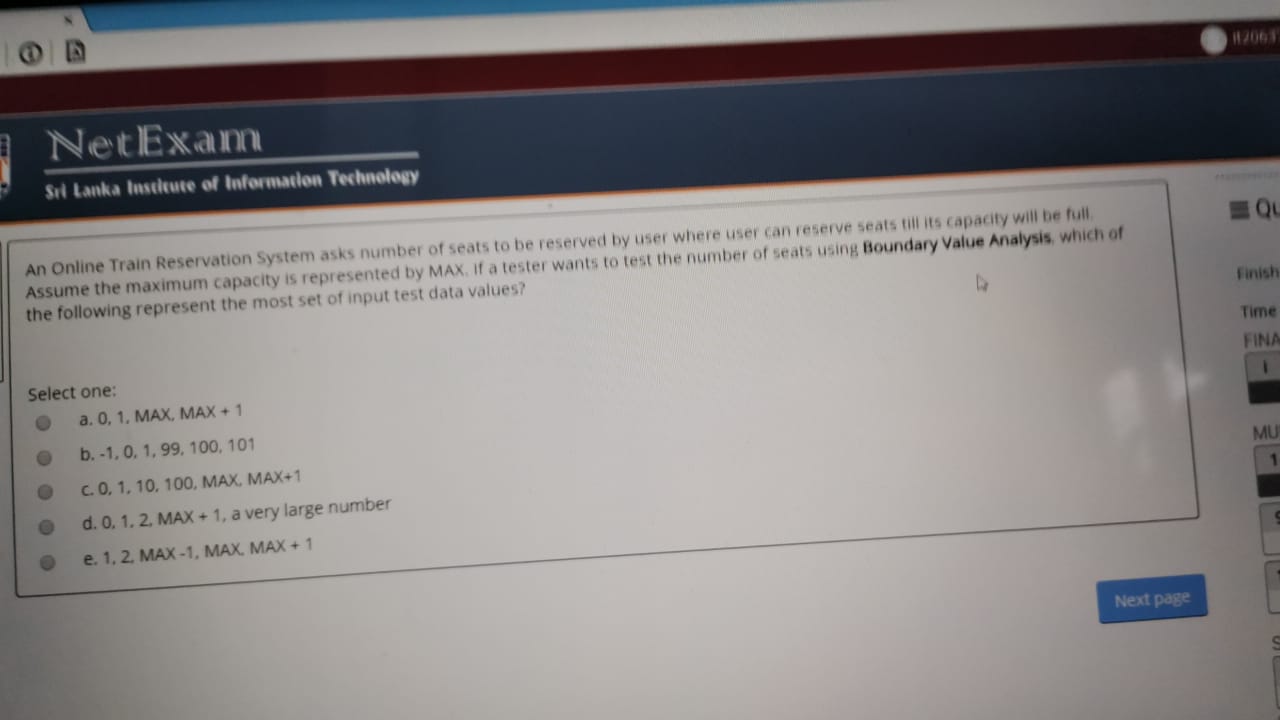 it2063
NetExam
Sri Lanka Institute of Information Technology
An Online Train Reservation System asks number of seats to be reserved by user where user can reserve seats till its capacity will be full.
Assume the maximum capacity is represented by MAX. If a tester wants to test the number of seats using Boundary Value Analysis, which of
the following represent the most set of input test data values?
Select one:
a. 0, 1, MAX, MAX + 1
b. -1, 0, 1, 99, 100, 101
c. 0, 1, 10, 100, MAX, MAX+1
d. 0, 1, 2, MAX + 1, a very large number
e. 1, 2, MAX -1, MAX, MAX + 1
Next page
Qu
Finish
Time
FINA
i
MU
1